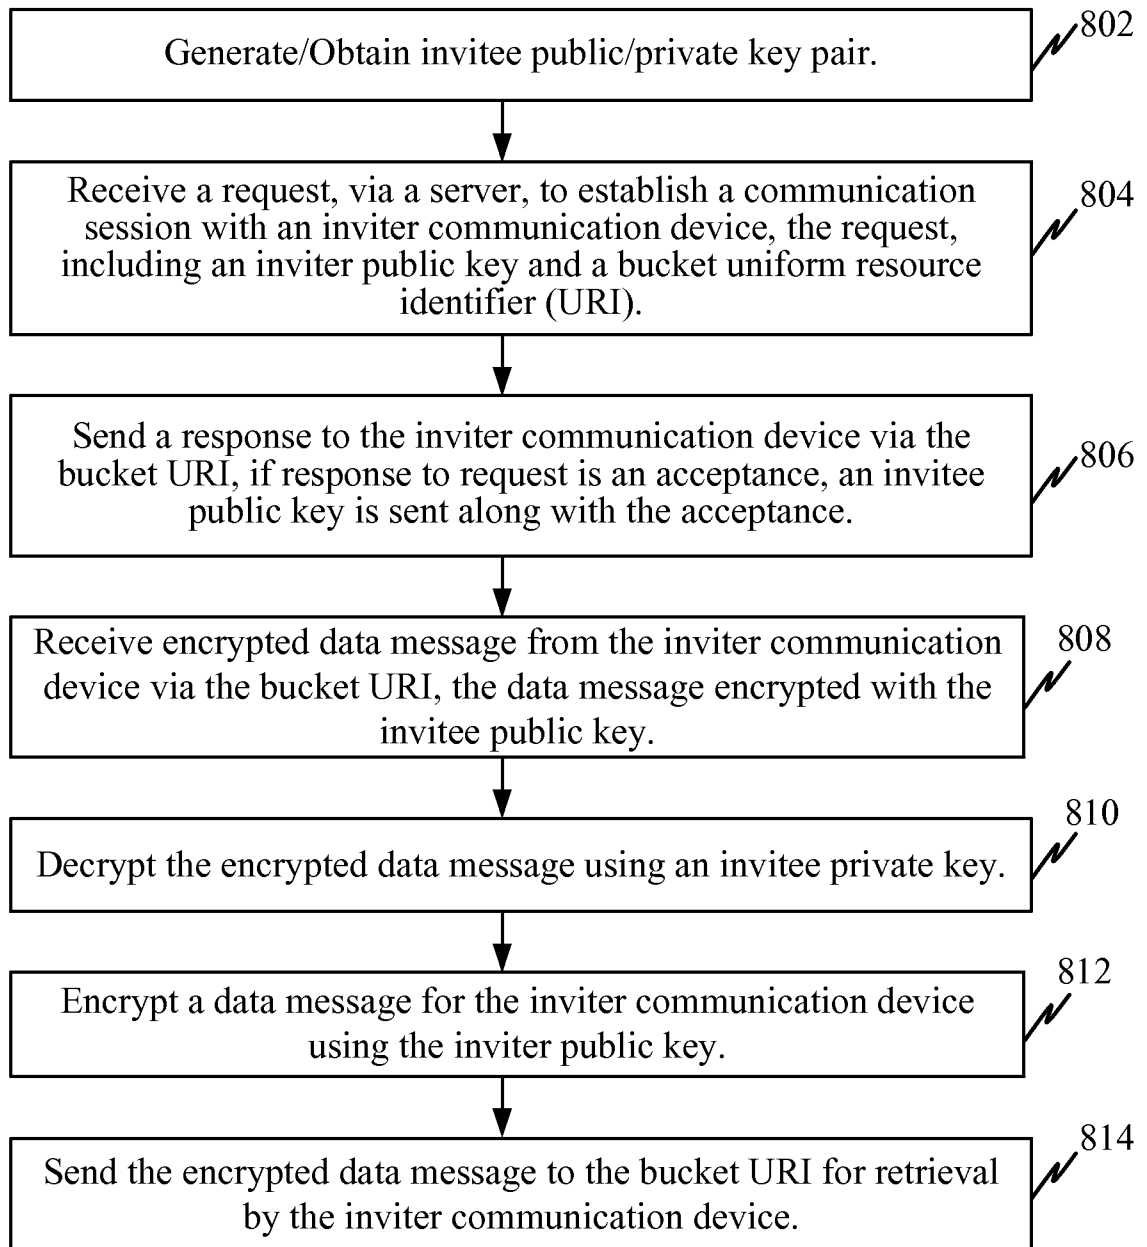 802
Generate/Obtain invitee public/private key pair.
804
Receive a request, via a server, to establish a communication
session with an inviter communication device, the request,
including an inviter public key and a bucket uniform resource
identifier (URI).
806
Send a response to the inviter communication device via the
bucket URI, if response to request is an acceptance, an invitee
public key is sent along with the acceptance.
808
Receive encrypted data message from the inviter communication
device via the bucket URI, the data message encrypted with the
invitee public key.
810
Decrypt the encrypted data message using an invitee private key.
812
Encrypt a data message for the inviter communication device
using the inviter public key.
814
Send the encrypted data message to the bucket URI for retrieval
by the inviter communication device.